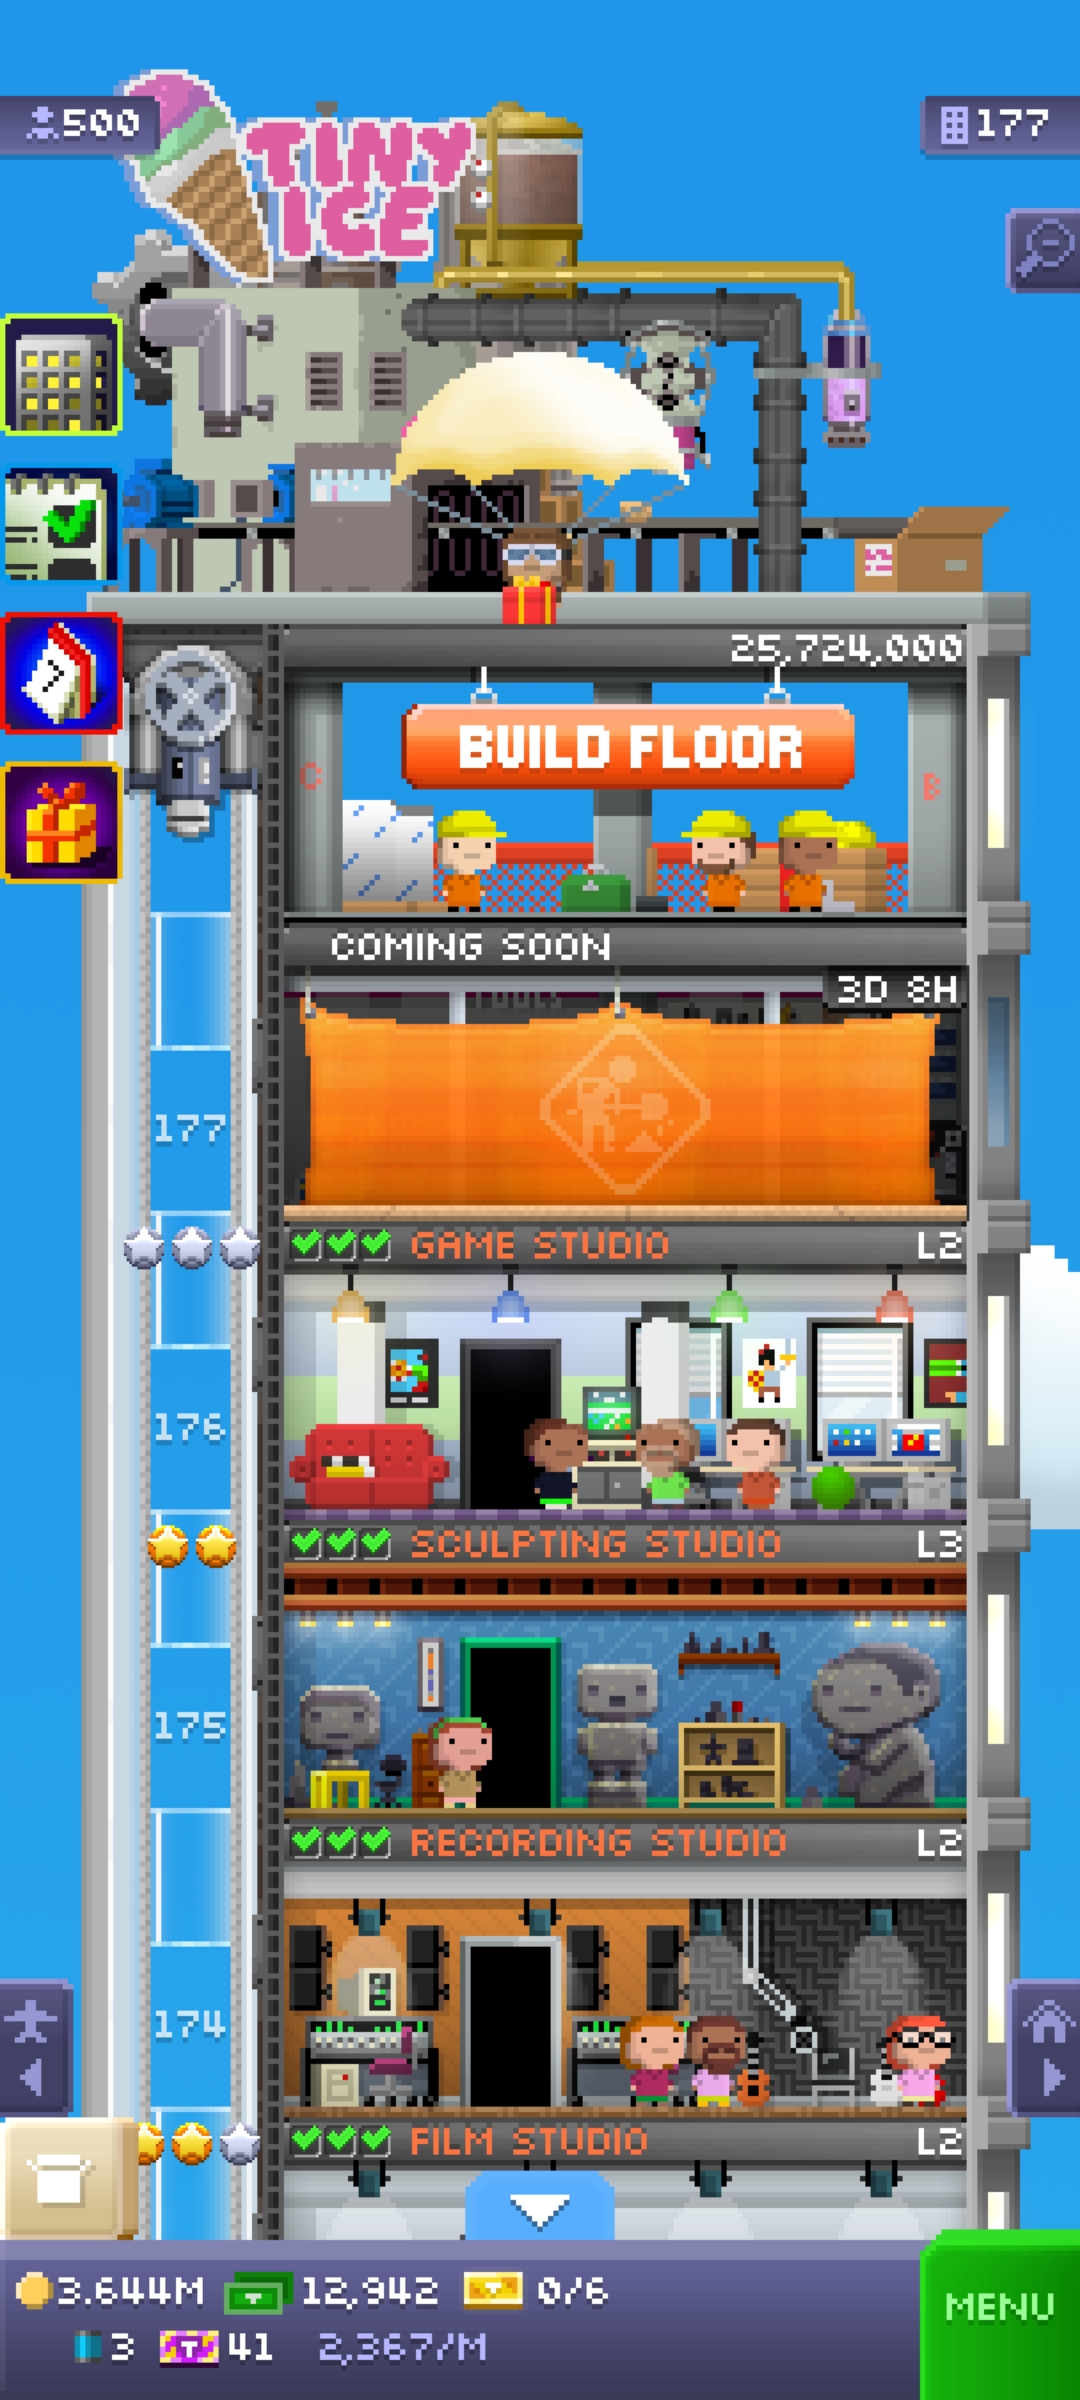 500
TINY
ICE
177
25,724,000
BUILD FLOOR
C
B
COMING SOON
3D 8H
177
GAME STUDIO L2
176
SCULPTING STUDIO L3
175
RECORDING STUDIO L2
174
FILM STUDIO L2
3.644M 12,942 0/6
3 T 41 2,367/M
MENU